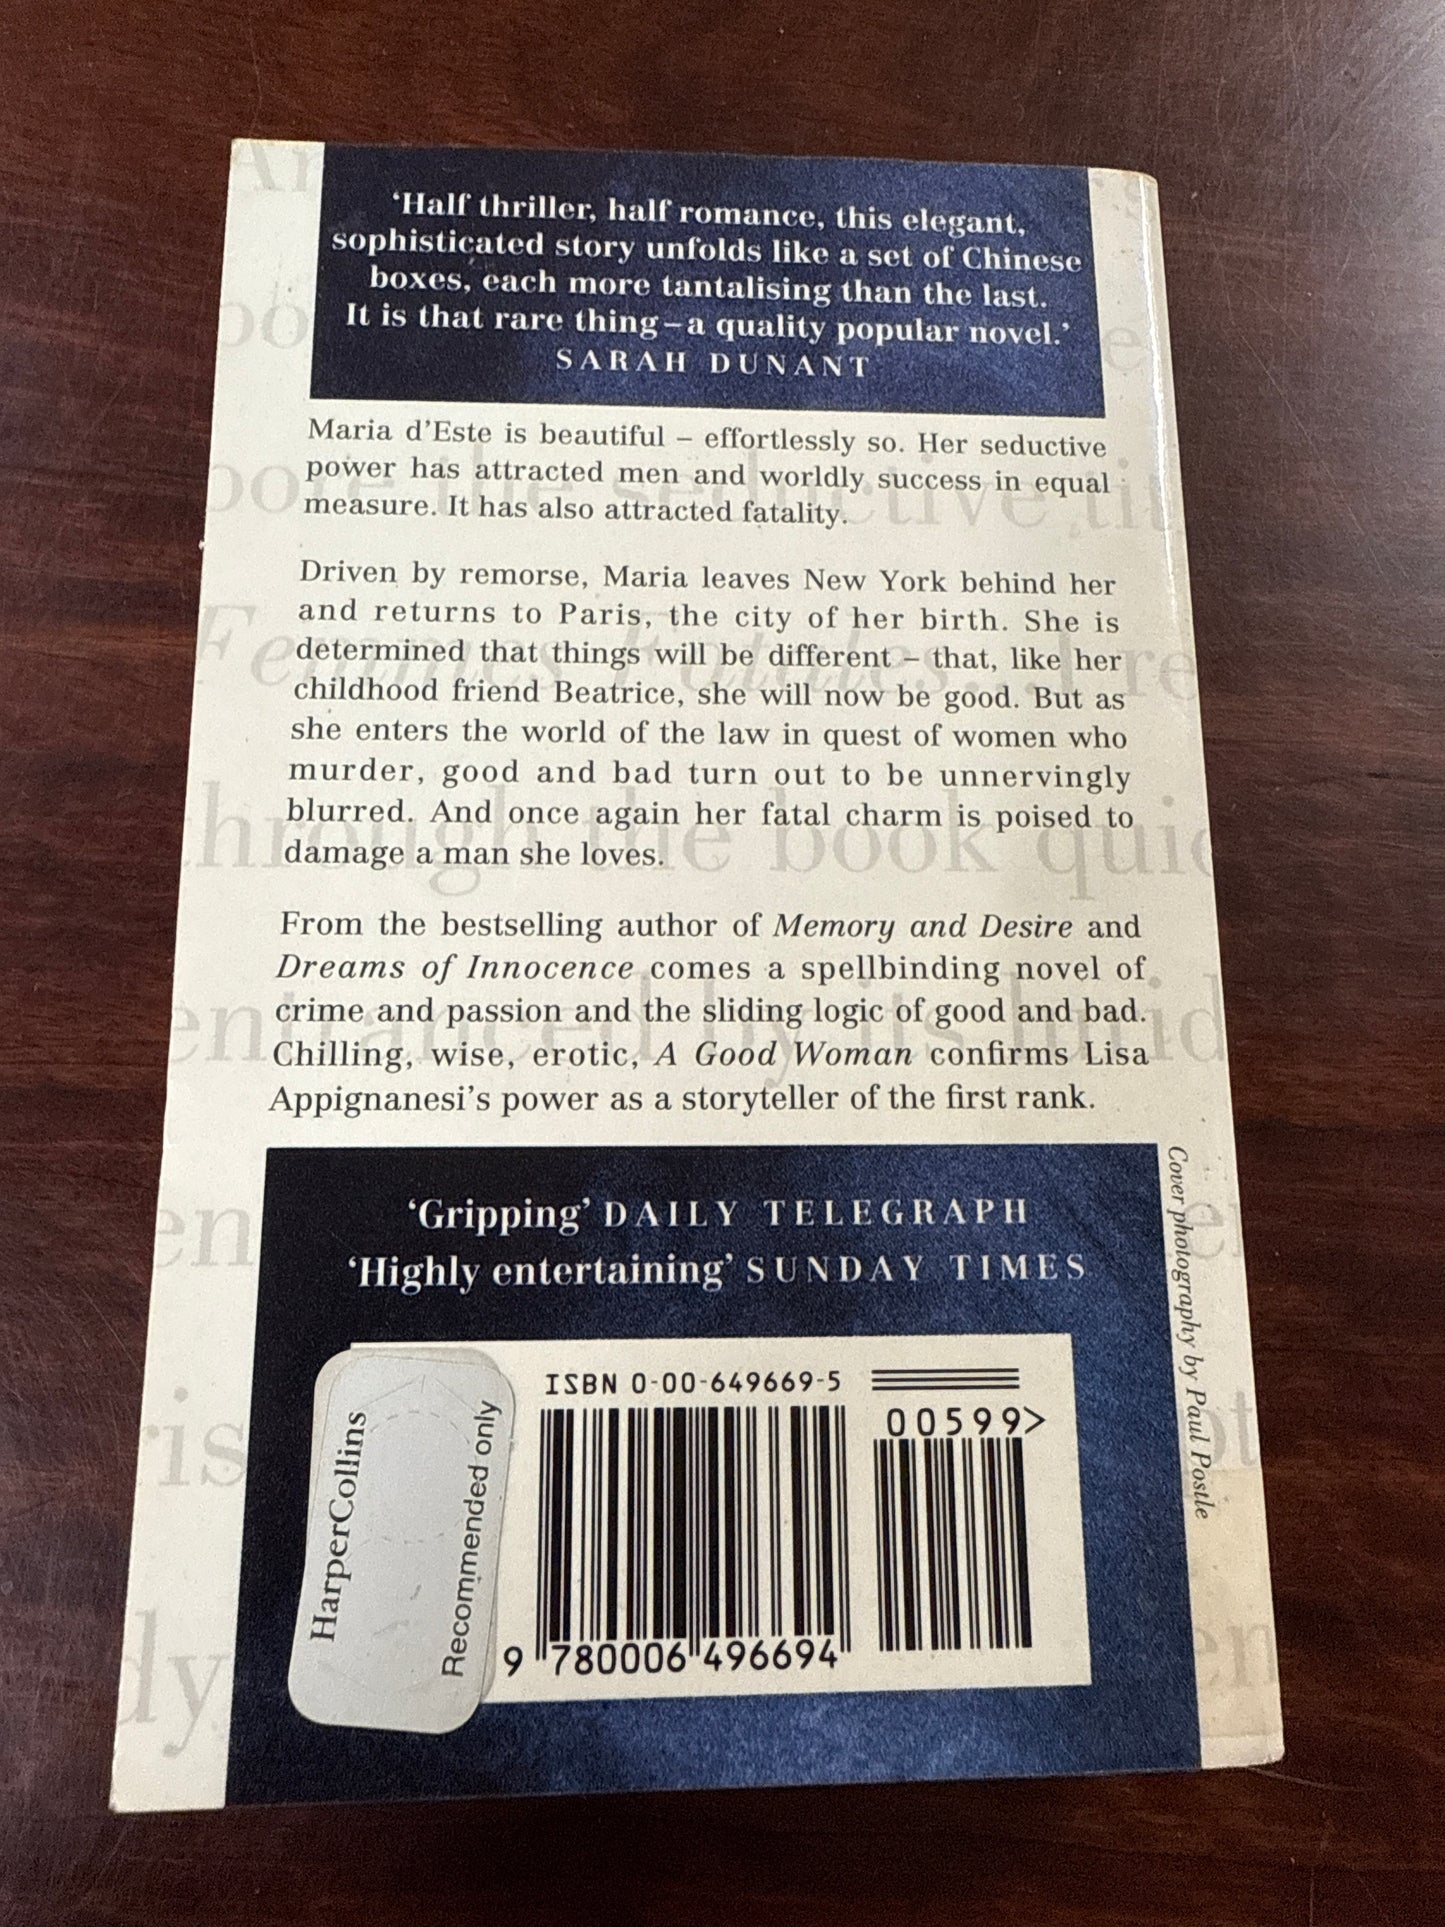 ‘Half thriller, half romance, this elegant,
sophisticated story unfolds like a set of Chinese
boxes, each more tantalising than the last.
It is that rare thing – a quality popular novel.’
SARAH DUNANT
Maria d’Este is beautiful – effortlessly so. Her seductive
power has attracted men and worldly success in equal
measure. It has also attracted fatality.
Driven by remorse, Maria leaves New York behind her
and returns to Paris, the city of her birth. She is
determined that things will be different – that, like her
childhood friend Beatrice, she will now be good. But as
she enters the world of the law in quest of women who
murder, good and bad turn out to be unnervingly
blurred. And once again her fatal charm is poised to
damage a man she loves.
From the bestselling author of Memory and Desire and
Dreams of Innocence comes a spellbinding novel of
crime and passion and the sliding logic of good and bad.
Chilling, wise, erotic, A Good Woman confirms Lisa
Appignanesi’s power as a storyteller of the first rank.
‘Gripping’ DAILY TELEGRAPH
‘Highly entertaining’ SUNDAY TIMES
Cover photography by Paul Postle
HarperCollins
Recommended only
ISBN 0-00-649669-5
00599>
9 780006 496694